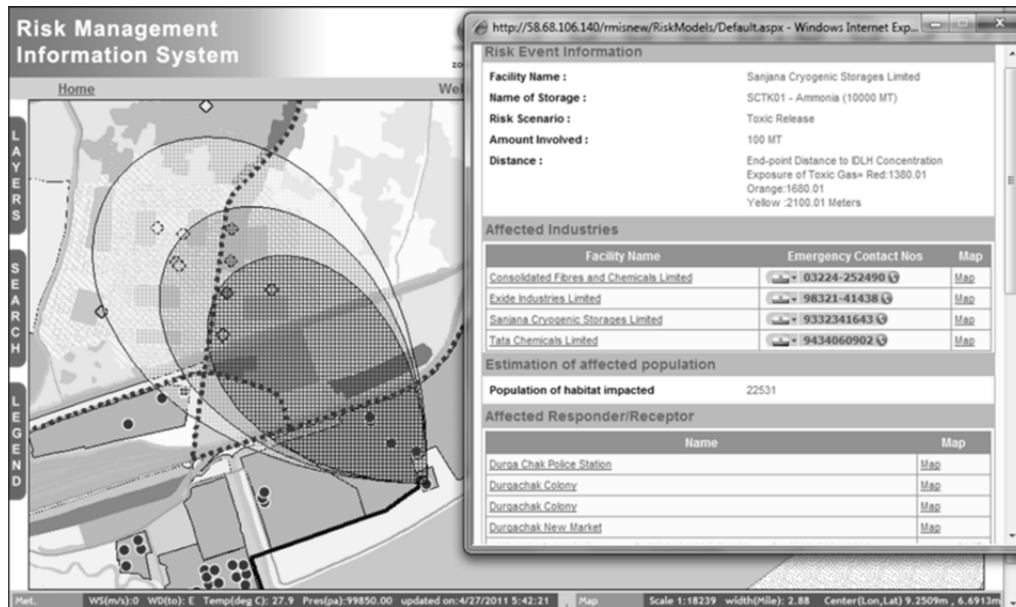 Risk Management
Information System
Home
LAYERS
SEARCH
LEGEND
http://58.68.106.140/rmisnew/RiskModels/Default.aspx - Windows Internet Exp...
Risk Event Information
Facility Name : Sanjana Cryogenic Storages Limited
Name of Storage : SCTK01 - Ammonia (10000 MT)
Risk Scenario : Toxic Release
Amount Involved : 100 MT
Distance : End-point Distance to IDLH Concentration
Exposure of Toxic Gas= Red:1380.01
Orange:1680.01
Yellow :2100.01 Meters
Affected Industries
Facility Name Emergency Contact Nos Map
Consolidated Fibres and Chemicals Limited 03224-252490 Map
Exide Industries Limited 98321-41438 Map
Sanjana Cryogenic Storages Limited 9332341643 Map
Tata Chemicals Limited 9434060902 Map
Estimation of affected population
Population of habitat impacted 22531
Affected Responder/Receptor
Name Map
Durga Chak Police Station Map
Durgachak Colony Map
Durgachak Colony Map
Durgachak New Market Map
Met. WS(m/s):0 WD(to): E Temp(deg C): 27.9 Pres(pa):99850.00 updated on:4/27/2011 5:42:21 Map Scale 1:18239 width(Mile): 2.88 Center(Lon,Lat) 9.2509m , 6.6913m